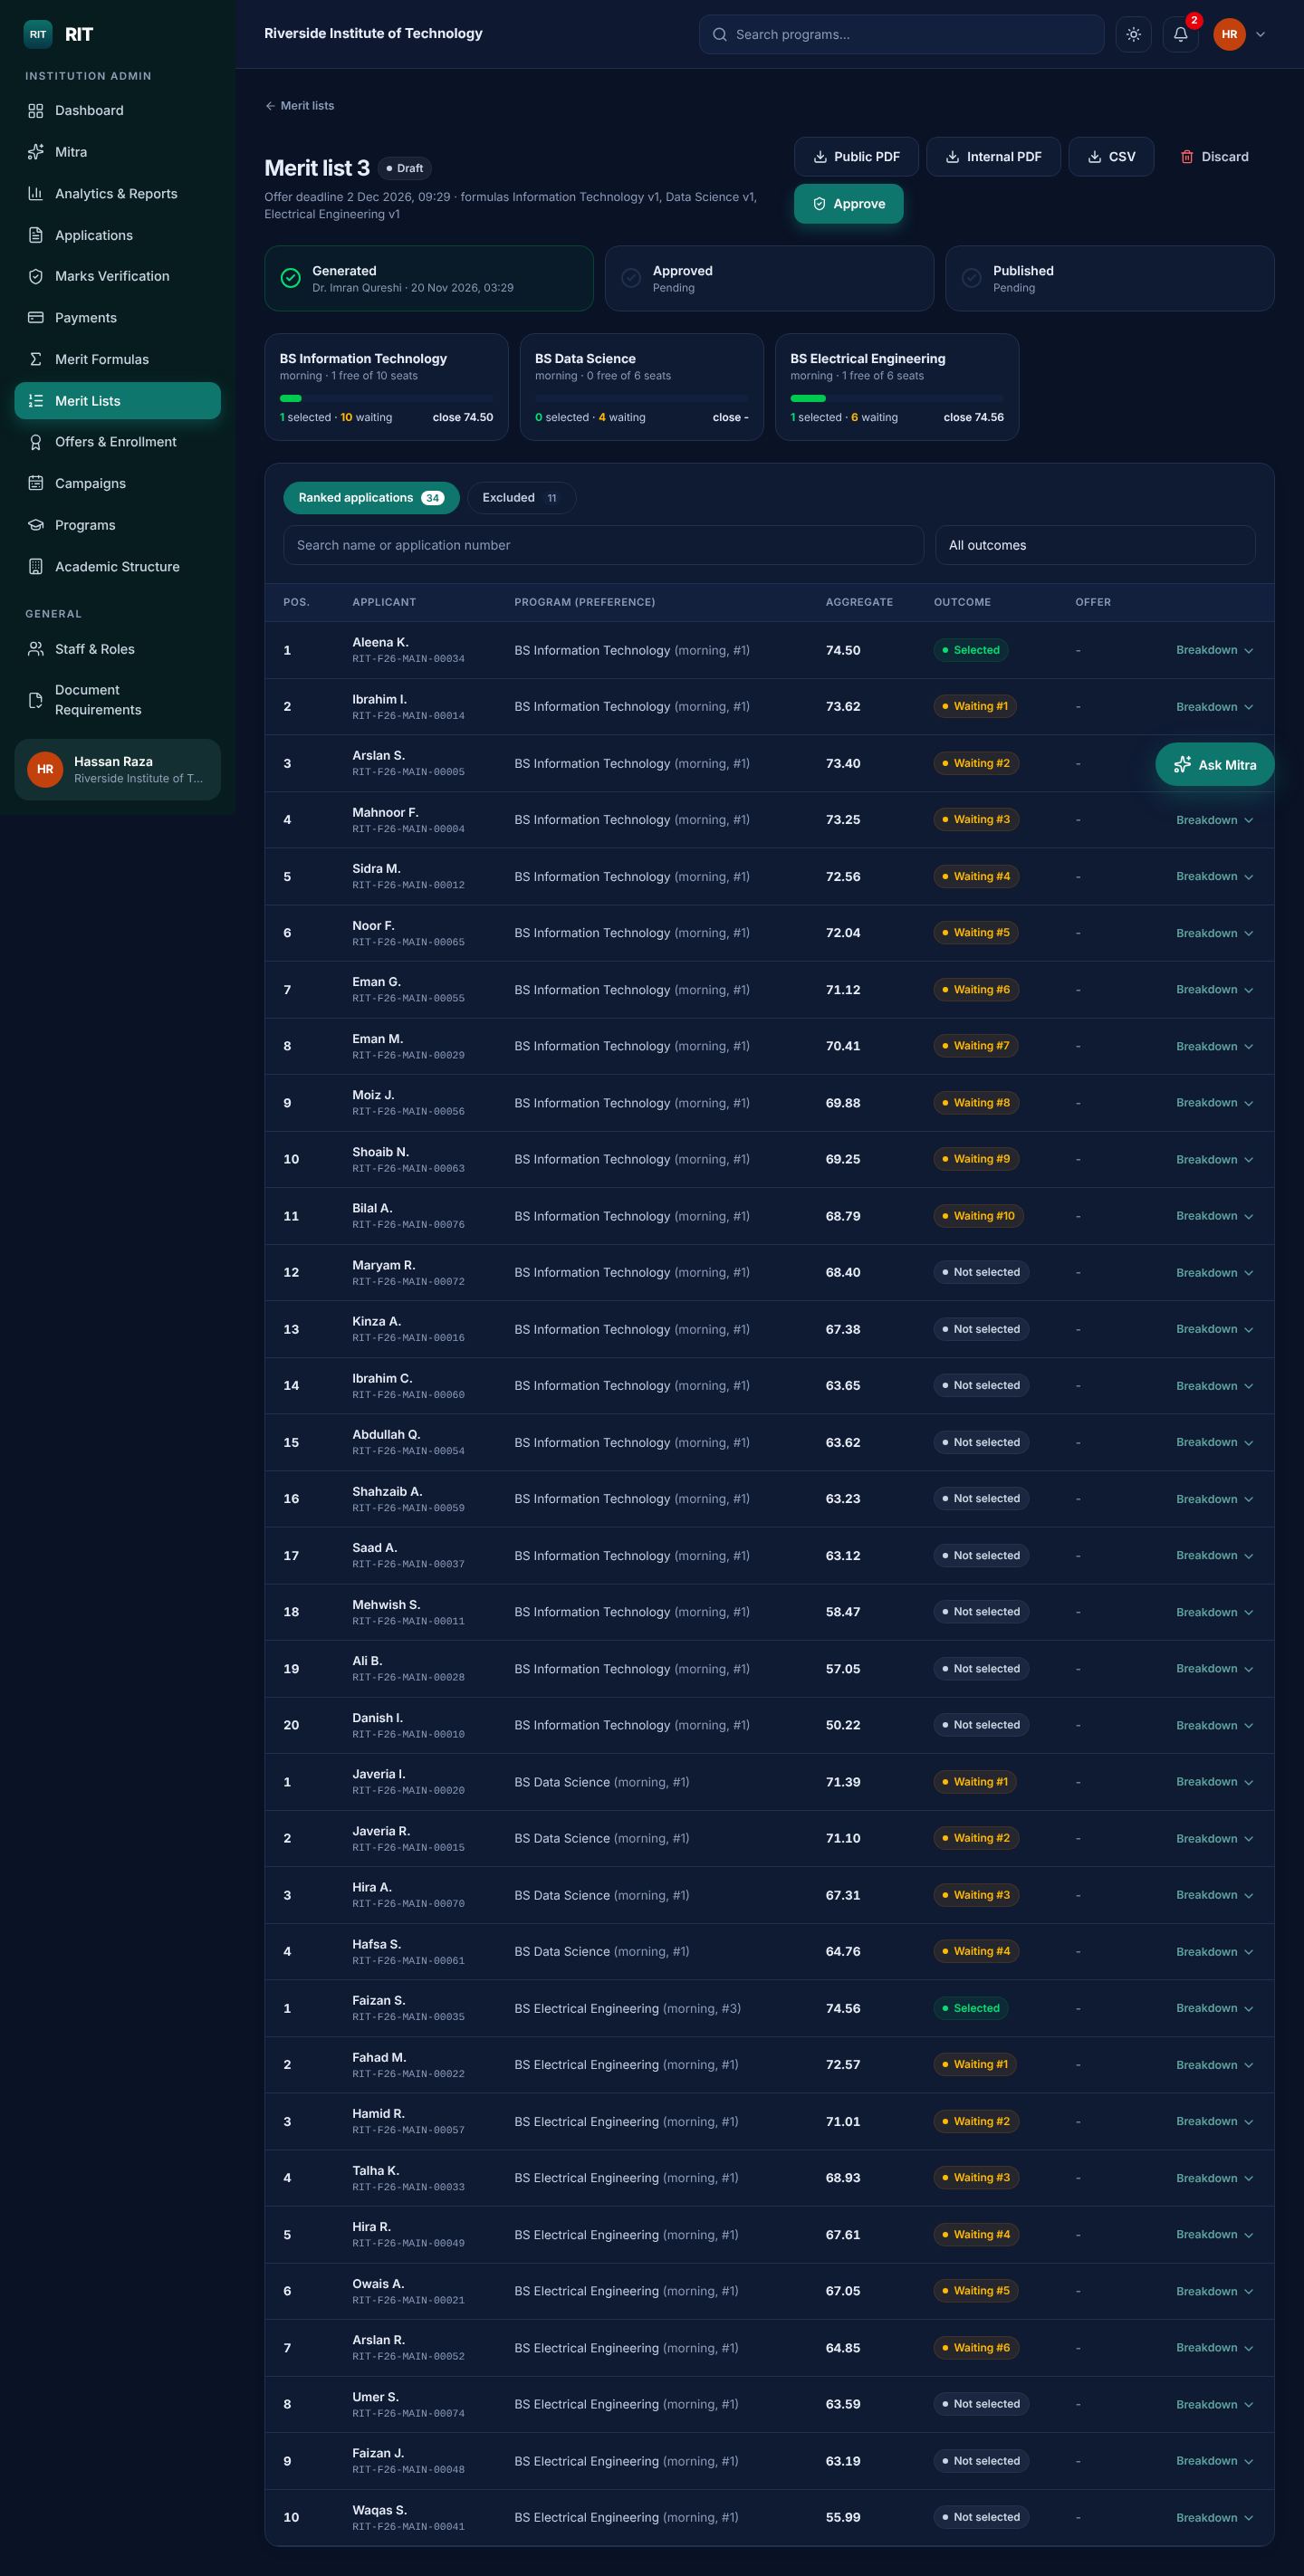 RIT RIT
INSTITUTION ADMIN
Dashboard
Mitra
Analytics & Reports
Applications
Marks Verification
Payments
Merit Formulas
Merit Lists
Offers & Enrollment
Campaigns
Programs
Academic Structure
GENERAL
Staff & Roles
Document
Requirements
HR Hassan Raza
Riverside Institute of T...
Riverside Institute of Technology
Search programs...
2
HR
Merit lists
Merit list 3 Draft
Offer deadline 2 Dec 2026, 09:29 · formulas Information Technology v1, Data Science v1,
Electrical Engineering v1
Public PDF Internal PDF CSV Discard
Approve
Generated
Dr. Imran Qureshi · 20 Nov 2026, 03:29
Approved
Pending
Published
Pending
BS Information Technology
morning · 1 free of 10 seats
1 selected · 10 waiting close 74.50
BS Data Science
morning · 0 free of 6 seats
0 selected · 4 waiting close -
BS Electrical Engineering
morning · 1 free of 6 seats
1 selected · 6 waiting close 74.56
Ranked applications 34 Excluded 11
Search name or application number All outcomes
POS. APPLICANT PROGRAM (PREFERENCE) AGGREGATE OUTCOME OFFER
1 Aleena K. BS Information Technology (morning, #1) 74.50 Selected - Breakdown
RIT-F26-MAIN-00034
2 Ibrahim I. BS Information Technology (morning, #1) 73.62 Waiting #1 - Breakdown
RIT-F26-MAIN-00014
3 Arslan S. BS Information Technology (morning, #1) 73.40 Waiting #2 - Ask Mitra
RIT-F26-MAIN-00005
4 Mahnoor F. BS Information Technology (morning, #1) 73.25 Waiting #3 - Breakdown
RIT-F26-MAIN-00004
5 Sidra M. BS Information Technology (morning, #1) 72.56 Waiting #4 - Breakdown
RIT-F26-MAIN-00012
6 Noor F. BS Information Technology (morning, #1) 72.04 Waiting #5 - Breakdown
RIT-F26-MAIN-00065
7 Eman G. BS Information Technology (morning, #1) 71.12 Waiting #6 - Breakdown
RIT-F26-MAIN-00055
8 Eman M. BS Information Technology (morning, #1) 70.41 Waiting #7 - Breakdown
RIT-F26-MAIN-00029
9 Moiz J. BS Information Technology (morning, #1) 69.88 Waiting #8 - Breakdown
RIT-F26-MAIN-00056
10 Shoaib N. BS Information Technology (morning, #1) 69.25 Waiting #9 - Breakdown
RIT-F26-MAIN-00063
11 Bilal A. BS Information Technology (morning, #1) 68.79 Waiting #10 - Breakdown
RIT-F26-MAIN-00076
12 Maryam R. BS Information Technology (morning, #1) 68.40 Not selected - Breakdown
RIT-F26-MAIN-00072
13 Kinza A. BS Information Technology (morning, #1) 67.38 Not selected - Breakdown
RIT-F26-MAIN-00016
14 Ibrahim C. BS Information Technology (morning, #1) 63.65 Not selected - Breakdown
RIT-F26-MAIN-00060
15 Abdullah Q. BS Information Technology (morning, #1) 63.62 Not selected - Breakdown
RIT-F26-MAIN-00054
16 Shahzaib A. BS Information Technology (morning, #1) 63.23 Not selected - Breakdown
RIT-F26-MAIN-00059
17 Saad A. BS Information Technology (morning, #1) 63.12 Not selected - Breakdown
RIT-F26-MAIN-00037
18 Mehwish S. BS Information Technology (morning, #1) 58.47 Not selected - Breakdown
RIT-F26-MAIN-00011
19 Ali B. BS Information Technology (morning, #1) 57.05 Not selected - Breakdown
RIT-F26-MAIN-00028
20 Danish I. BS Information Technology (morning, #1) 50.22 Not selected - Breakdown
RIT-F26-MAIN-00010
1 Javeria I. BS Data Science (morning, #1) 71.39 Waiting #1 - Breakdown
RIT-F26-MAIN-00020
2 Javeria R. BS Data Science (morning, #1) 71.10 Waiting #2 - Breakdown
RIT-F26-MAIN-00015
3 Hira A. BS Data Science (morning, #1) 67.31 Waiting #3 - Breakdown
RIT-F26-MAIN-00070
4 Hafsa S. BS Data Science (morning, #1) 64.76 Waiting #4 - Breakdown
RIT-F26-MAIN-00061
1 Faizan S. BS Electrical Engineering (morning, #3) 74.56 Selected - Breakdown
RIT-F26-MAIN-00035
2 Fahad M. BS Electrical Engineering (morning, #1) 72.57 Waiting #1 - Breakdown
RIT-F26-MAIN-00022
3 Hamid R. BS Electrical Engineering (morning, #1) 71.01 Waiting #2 - Breakdown
RIT-F26-MAIN-00057
4 Talha K. BS Electrical Engineering (morning, #1) 68.93 Waiting #3 - Breakdown
RIT-F26-MAIN-00033
5 Hira R. BS Electrical Engineering (morning, #1) 67.61 Waiting #4 - Breakdown
RIT-F26-MAIN-00049
6 Owais A. BS Electrical Engineering (morning, #1) 67.05 Waiting #5 - Breakdown
RIT-F26-MAIN-00021
7 Arslan R. BS Electrical Engineering (morning, #1) 64.85 Waiting #6 - Breakdown
RIT-F26-MAIN-00052
8 Umer S. BS Electrical Engineering (morning, #1) 63.59 Not selected - Breakdown
RIT-F26-MAIN-00074
9 Faizan J. BS Electrical Engineering (morning, #1) 63.19 Not selected - Breakdown
RIT-F26-MAIN-00048
10 Waqas S. BS Electrical Engineering (morning, #1) 55.99 Not selected - Breakdown
RIT-F26-MAIN-00041